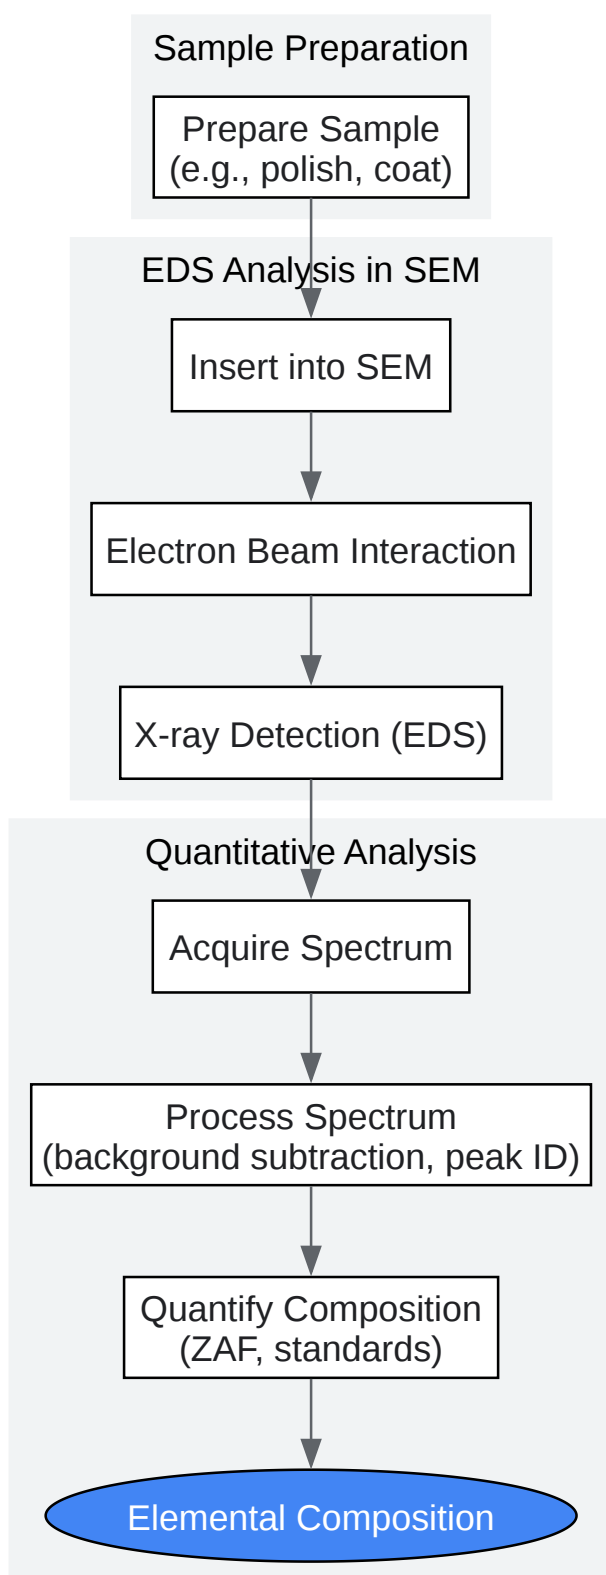 Sample Preparation
Prepare Sample
(e.g., polish, coat)
EDS Analysis in SEM
Insert into SEM
Electron Beam Interaction
X-ray Detection (EDS)
Quantitative Analysis
Acquire Spectrum
Process Spectrum
(background subtraction, peak ID)
Quantify Composition
(ZAF, standards)
Elemental Composition